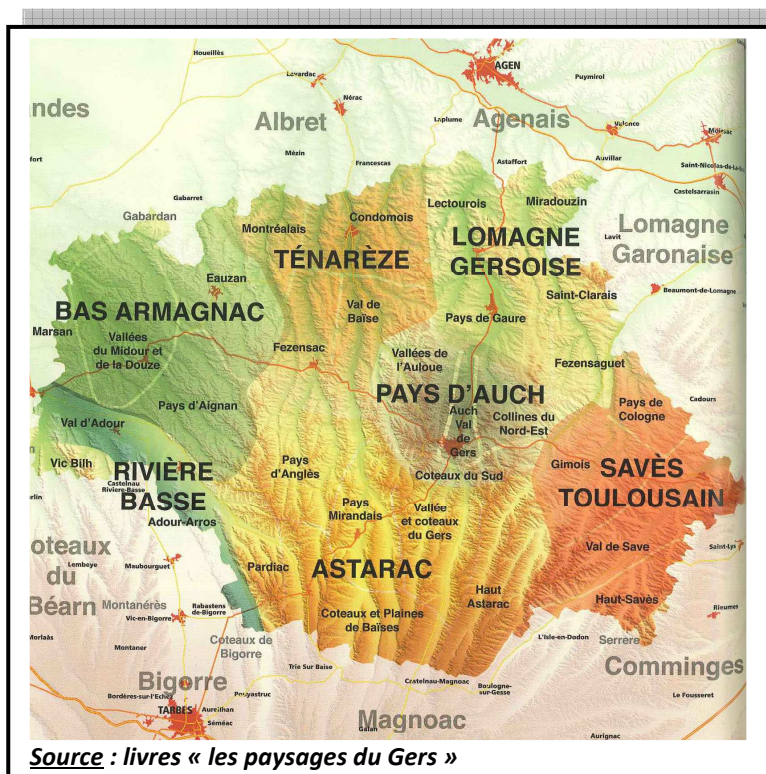 Houeillès
AGEN
Puymirol
Lavardac
Nérac
ndes
Albret
Laplume
Agenais
Valence
Moissac
fort
Mézin
Francescas
Astaffort
Auvillar
Saint-Nicolas-de-la-
Castelsarrasin
Gabarret
Gabardan
Lectourois
Miradouzin
Montréalais
Condomois
Lomagne
Garonaise
Lavit
TÉNARÈZE
LOMAGNE
GERSOISE
Eauzan
Saint-Clarais
Beaumont-de-Lomagne
BAS ARMAGNAC
Val de
Baïse
Pays de Gaure
Marsan
Vallées
du Midour et
de la Douze
Fezensac
Vallées de
l'Auloue
Fezensaguet
PAYS D'AUCH
Cadours
Pays d'Aignan
Auch
Val
de
Gers
Collines du
Nord-Est
Pays de
Cologne
Val d'Adour
Vic Bilh
RIVIÈRE
BASSE
Castelnau
Riviere-Basse
Pays
d'Anglès
Coteaux du Sud
Gimois
SAVÈS
TOULOUSAIN
rlin
Adour-Arros
Pays
Mirandais
Vallée
et coteaux
du Gers
oteaux
du
Béarn
Lembeye
Maubourguet
Pardiac
ASTARAC
Val de Save
Saint-Lys
Montanérès
Vic-en-Bigorre
Rabastens
de-Bigorre
Coteaux et Plaines
de Baïses
Haut
Astarac
Haut-Savès
Rieumes
Morlaàs
Montaner
Coteaux de
Bigorre
L'Isle-en-Dodon
Serrere
Comminges
Trie Sur Baise
Bigorre
Castelnau-Magnoac
Boulogne-
sur-Gesse
Bordères-sur-l'Echez
Pouyastruc
Le Fousseret
TARBES
Aureilhan
Séméac
Magnoac
Galan
Aurignac
Source : livres « les paysages du Gers »